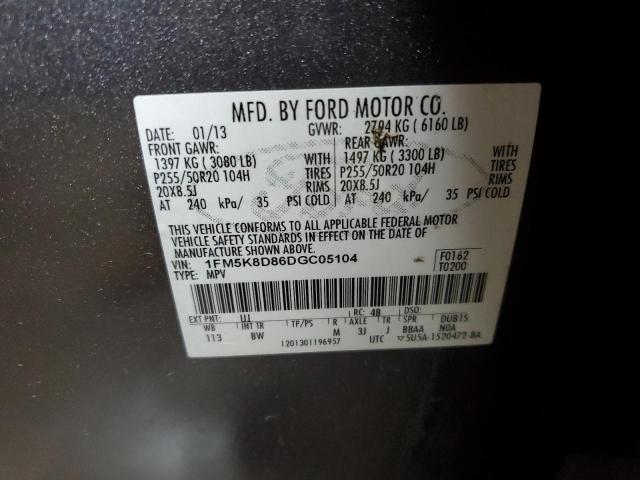 MFD. BY FORD MOTOR CO.
DATE: 01/13 GVWR: 2794 KG ( 6160 LB)
FRONT GAWR: REAR GAWR:
1397 KG ( 3080 LB) WITH 1497 KG ( 3300 LB) WITH
P255/50R20 104H TIRES P255/50R20 104H TIRES
20X8.5J RIMS 20X8.5J RIMS
AT 240 kPa/ 35 PSI COLD AT 240 kPa/ 35 PSI COLD
THIS VEHICLE CONFORMS TO ALL APPLICABLE FEDERAL MOTOR
VEHICLE SAFETY STANDARDS IN EFFECT ON THE DATE OF
MANUFACTURE SHOWN ABOVE.
VIN: 1FM5K8D86DGC05104 F0162
TYPE: MPV T0200
EXT PNT: UJ RC: 48 DSO:
WB INT TR TP/PS R AXLE TR SPR DUB1S
113 BW M 3J J BBAA N0A
1201301196957 UTC ▽5U5A-1520472-BA